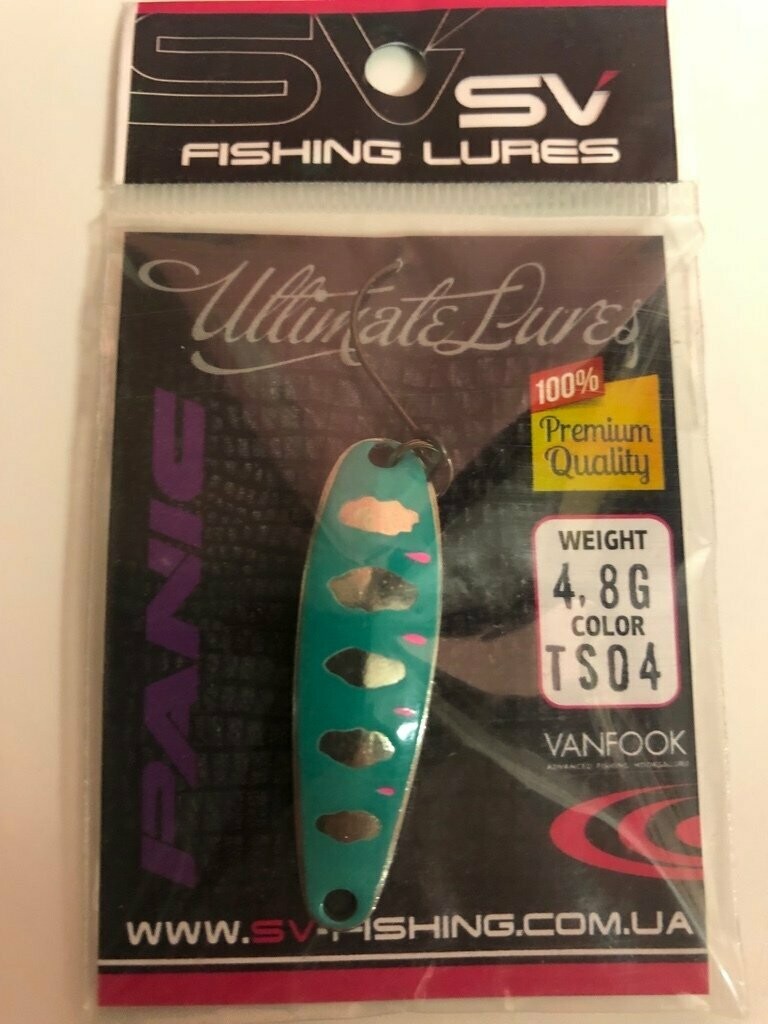 SV
SV
FISHING LURES
Ultimate Lures
PANIC
100%
Premium
Quality
WEIGHT
4,8G
COLOR
TS04
VANFOOK
WWW.SV-FISHING.COM.UA